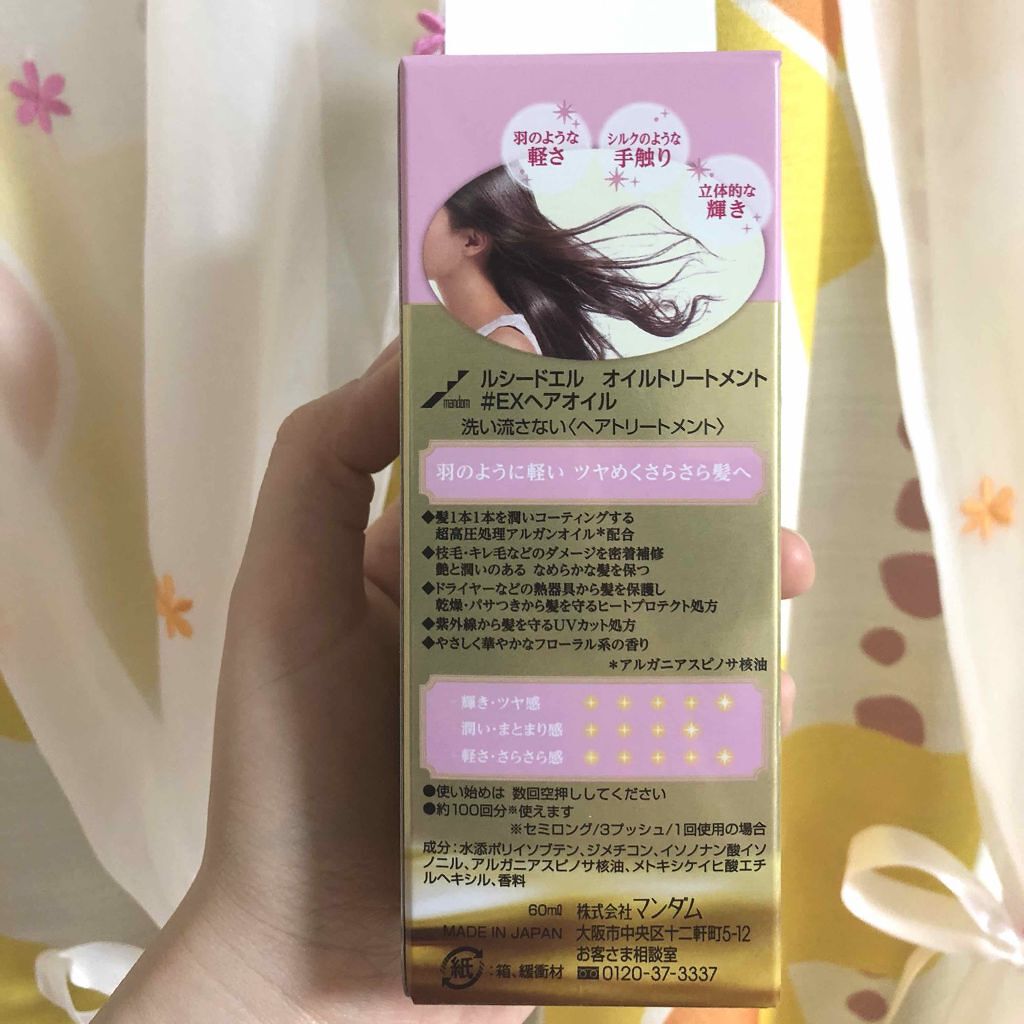 羽のような
軽さ
シルクのような
手触り
立体的な
輝き
mandom
ルシードエル オイルトリートメント
#EXヘアオイル
洗い流さない〈ヘアトリートメント〉
羽のように軽い ツヤめくさらさら髪へ
◆髪1本1本を潤いコーティングする
超高圧処理アルガンオイル*配合
◆枝毛・キレ毛などのダメージを密着補修
艶と潤いのある なめらかな髪を保つ
◆ドライヤーなどの熱器具から髪を保護し
乾燥・パサつきから髪を守るヒートプロテクト処方
◆紫外線から髪を守るUVカット処方
◆やさしく華やかなフローラル系の香り
*アルガニアスピノサ核油
輝き・ツヤ感
潤い・まとまり感
軽さ・さらさら感
●使い始めは 数回空押ししてください
●約100回分※使えます
※セミロング/3プッシュ/1回使用の場合
成分:水添ポリイソブテン、ジメチコン、イソノナン酸イソ
ノニル、アルガニアスピノサ核油、メトキシケイヒ酸エチ
ルヘキシル、香料
60ml 株式会社マンダム
MADE IN JAPAN 大阪市中央区十二軒町5-12
お客さま相談室
紙:箱、緩衝材 0120-37-3337